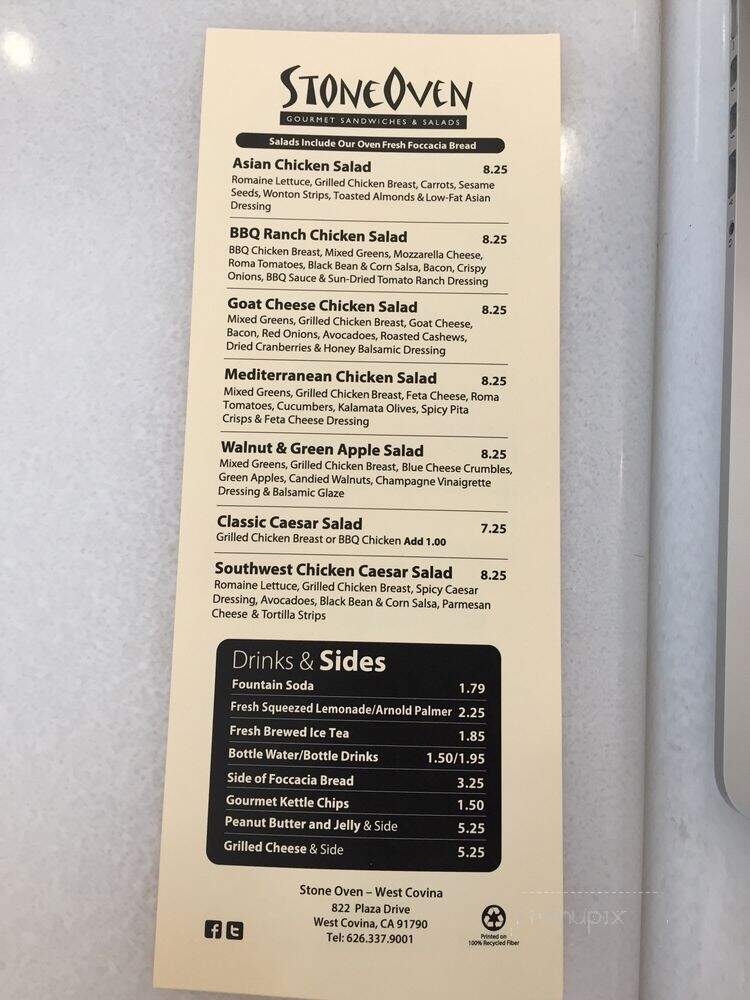 STONEOVEN
GOURMET SANDWICHES & SALADS
Salads Include Our Oven Fresh Foccacia Bread
Asian Chicken Salad 8.25
Romaine Lettuce, Grilled Chicken Breast, Carrots, Sesame
Seeds, Wonton Strips, Toasted Almonds & Low-Fat Asian
Dressing
BBQ Ranch Chicken Salad 8.25
BBQ Chicken Breast, Mixed Greens, Mozzarella Cheese,
Roma Tomatoes, Black Bean & Corn Salsa, Bacon, Crispy
Onions, BBQ Sauce & Sun-Dried Tomato Ranch Dressing
Goat Cheese Chicken Salad 8.25
Mixed Greens, Grilled Chicken Breast, Goat Cheese,
Bacon, Red Onions, Avocadoes, Roasted Cashews,
Dried Cranberries & Honey Balsamic Dressing
Mediterranean Chicken Salad 8.25
Mixed Greens, Grilled Chicken Breast, Feta Cheese, Roma
Tomatoes, Cucumbers, Kalamata Olives, Spicy Pita
Crisps & Feta Cheese Dressing
Walnut & Green Apple Salad 8.25
Mixed Greens, Grilled Chicken Breast, Blue Cheese Crumbles,
Green Apples, Candied Walnuts, Champagne Vinaigrette
Dressing & Balsamic Glaze
Classic Caesar Salad 7.25
Grilled Chicken Breast or BBQ Chicken Add 1.00
Southwest Chicken Caesar Salad 8.25
Romaine Lettuce, Grilled Chicken Breast, Spicy Caesar
Dressing, Avocadoes, Black Bean & Corn Salsa, Parmesan
Cheese & Tortilla Strips
Drinks & Sides
Fountain Soda 1.79
Fresh Squeezed Lemonade/Arnold Palmer 2.25
Fresh Brewed Ice Tea 1.85
Bottle Water/Bottle Drinks 1.50/1.95
Side of Foccacia Bread 3.25
Gourmet Kettle Chips 1.50
Peanut Butter and Jelly & Side 5.25
Grilled Cheese & Side 5.25
Stone Oven – West Covina
822 Plaza Drive
West Covina, CA 91790
Tel: 626.337.9001
f t
Printed on
100% Recycled Fiber
menupix